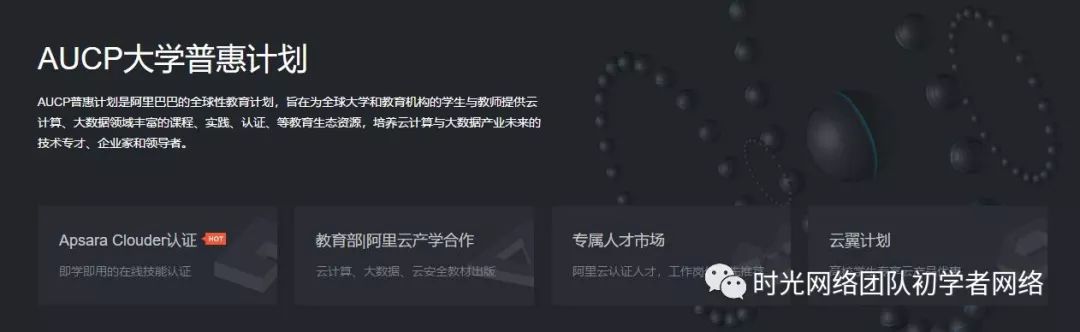 AUCP大学普惠计划
AUCP普惠计划是阿里巴巴的全球性教育计划，旨在为全球大学和教育机构的学生与教师提供云
计算、大数据领域丰富的课程、实践、认证、等教育生态资源，培养云计算与大数据产业未来的
技术专才、企业家和领导者。
Apsara Clouder认证 HOT
即学即用的在线技能认证
教育部|阿里云产学合作
云计算、大数据、云安全教材出版
专属人才市场
阿里云认证人才，工作岗
云翼计划
时光网络团队初学者网络